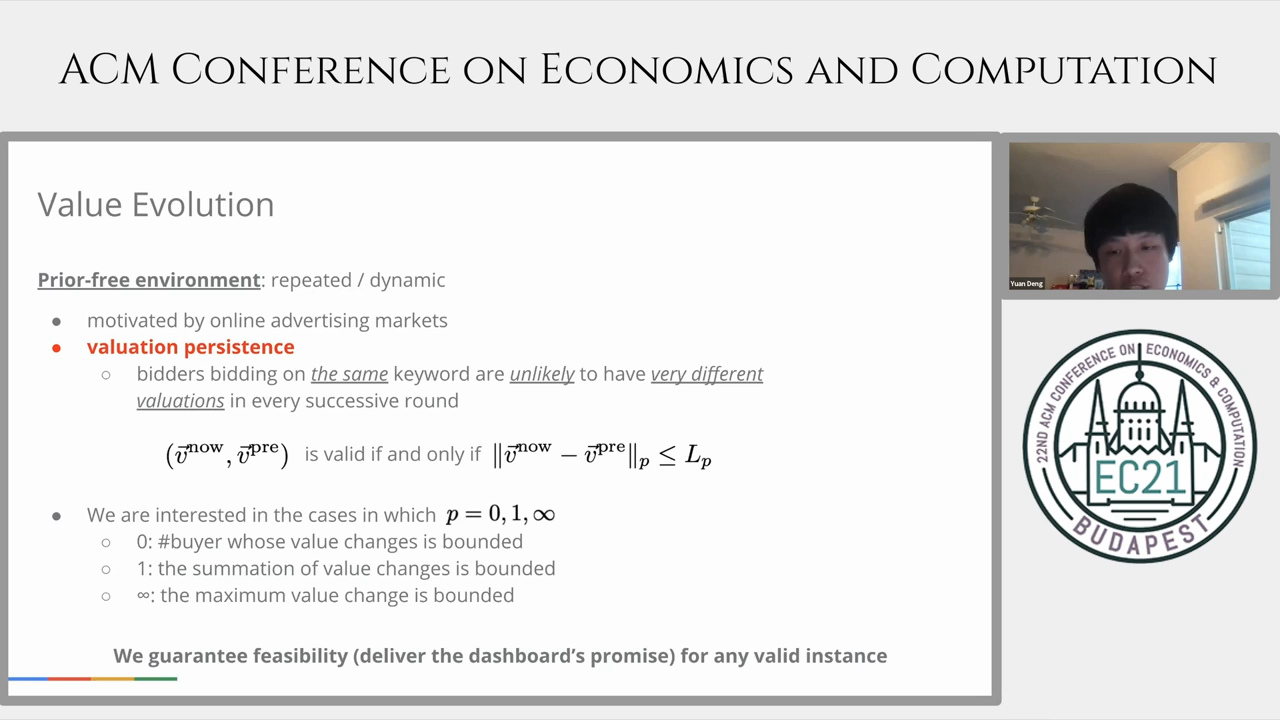 ACM Conference on Economics and Computation
Value Evolution
Prior-free environment: repeated / dynamic
● motivated by online advertising markets
● valuation persistence
○ bidders bidding on the same keyword are unlikely to have very different
valuations in every successive round
(v⃗^now, v⃗^pre) is valid if and only if ‖v⃗^now − v⃗^pre‖_p ≤ L_p
● We are interested in the cases in which p = 0, 1, ∞
○ 0: #buyer whose value changes is bounded
○ 1: the summation of value changes is bounded
○ ∞: the maximum value change is bounded
We guarantee feasibility (deliver the dashboard's promise) for any valid instance
Yuan Deng
22ND ACM CONFERENCE ON ECONOMICS & COMPUTATION
EC21
BUDAPEST